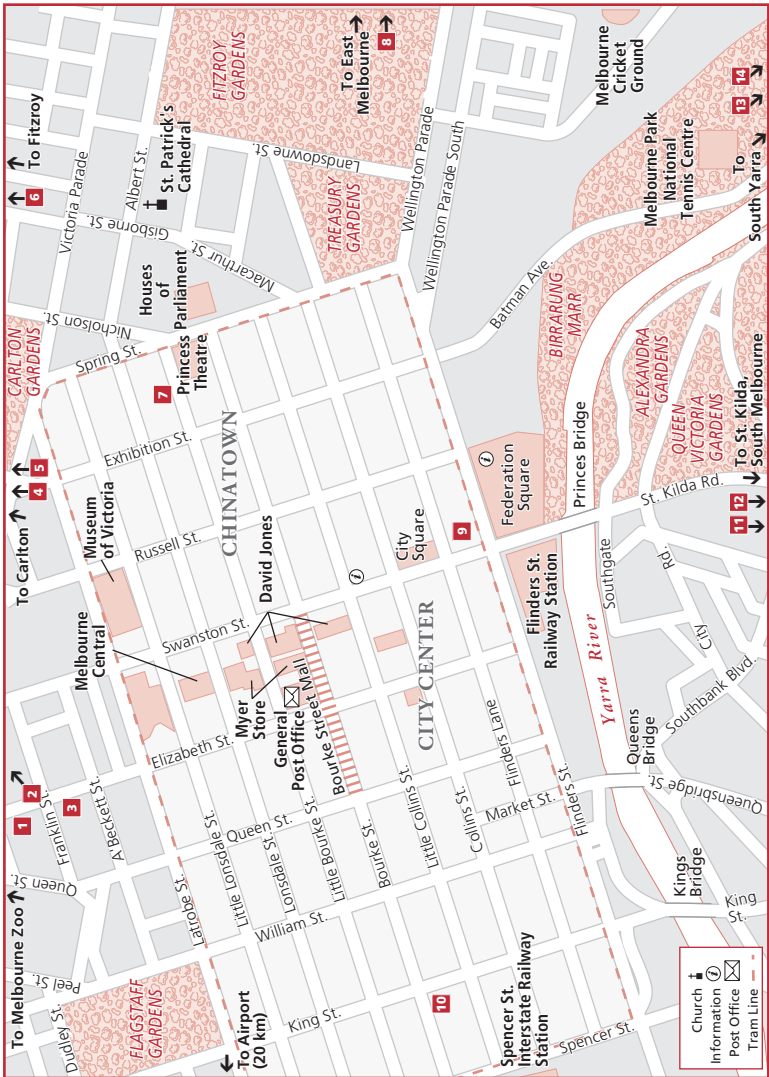 To Melbourne Zoo
Dudley St.
Peel St.
Queen St.
FLAGSTAFF
GARDENS
To Airport
(20 km)
1
2
3
Franklin St.
A'Beckett St.
To Carlton
4
5
CARLTON
GARDENS
6
To Fitzroy
Victoria Parade
Nicholson St.
Albert St.
Gisborne St.
St. Patrick's
Cathedral
Houses
of
Parliament
Macarthur St.
Landsdowne St.
FITZROY
GARDENS
TREASURY
GARDENS
To East
Melbourne
8
Wellington Parade
Wellington Parade South
Melbourne
Cricket
Ground
Melbourne Park
National
Tennis Centre
13
14
To
South Yarra
Latrobe St.
Little Lonsdale St.
Lonsdale St.
Little Bourke St.
Bourke St.
Little Collins St.
Collins St.
Flinders Lane
Flinders St.
King St.
William St.
Queen St.
Market St.
Elizabeth St.
Swanston St.
Russell St.
Exhibition St.
Spring St.
Melbourne
Central
Museum
of Victoria
Myer
Store
General
Post Office
Bourke Street Mall
David Jones
CHINATOWN
7
Princess
Theatre
CITY CENTER
City
Square
9
10
Spencer St.
Interstate Railway
Station
Spencer St.
Flinders St.
Railway Station
Federation
Square
Batman Ave.
BIRRARUNG
MARR
Princes Bridge
ALEXANDRA
GARDENS
QUEEN
VICTORIA
GARDENS
St. Kilda Rd.
To St. Kilda,
South Melbourne
11
12
Southgate
City
Rd.
Southbank Blvd.
Yarra River
Queens
Bridge
Queensbridge St.
Kings
Bridge
King
St.
Church
Information
Post Office
Tram Line